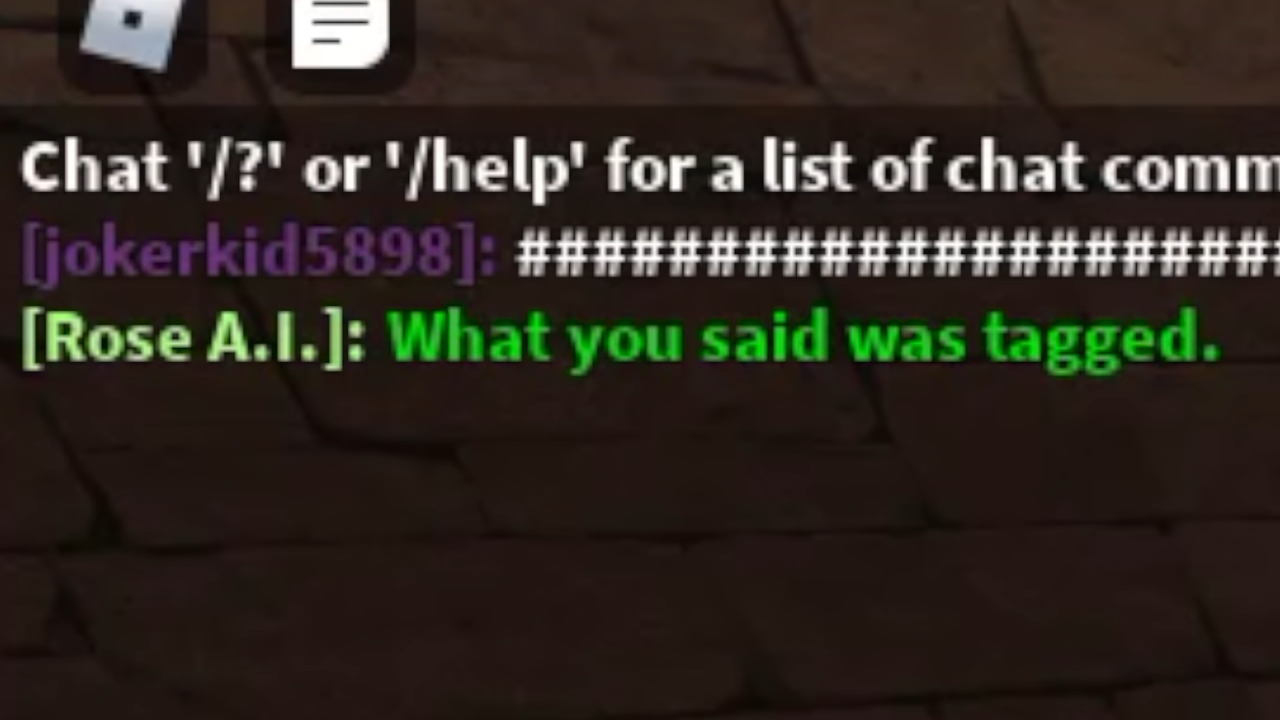 Chat '/?' or '/help' for a list of chat comm
[jokerkid5898]: #####################
[Rose A.I.]: What you said was tagged.